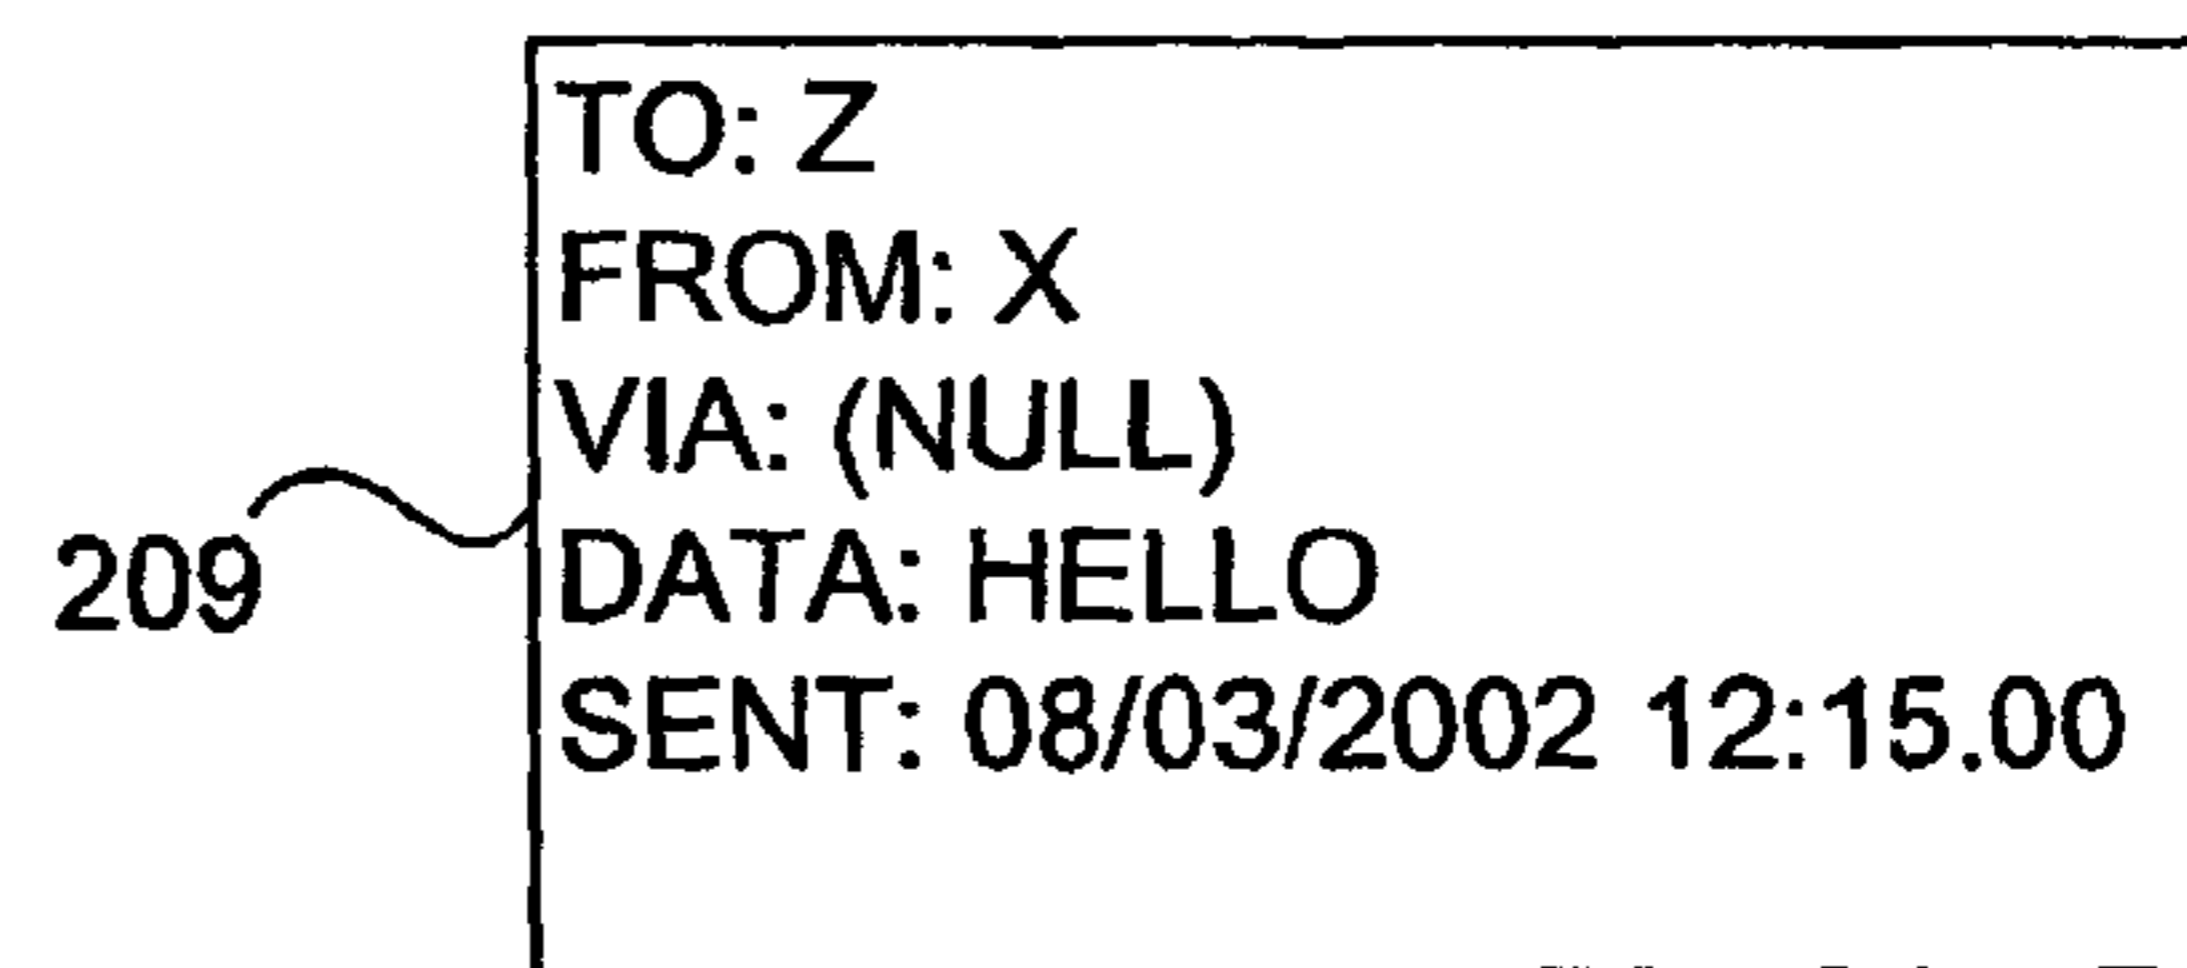 TO: Z
FROM: X
VIA: (NULL)
DATA: HELLO
209
SENT: 08/03/2002 12:15.00